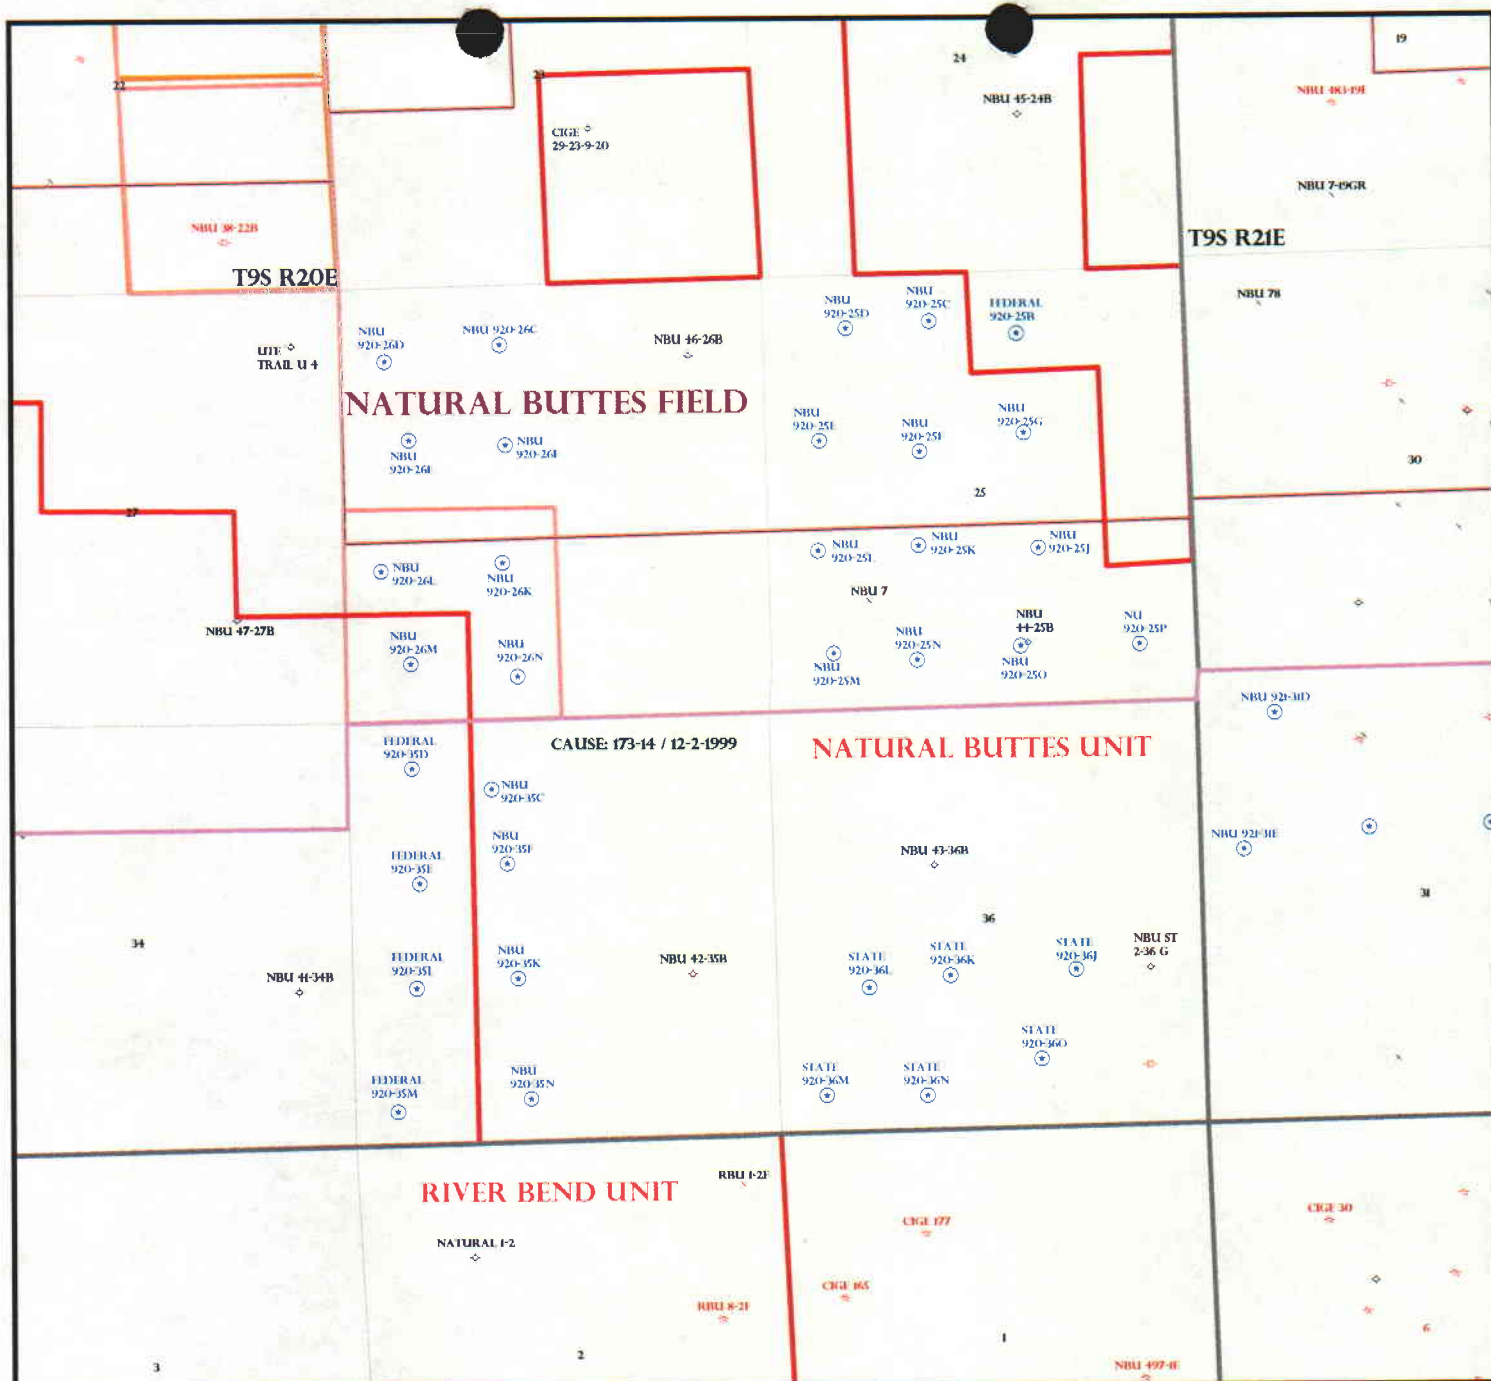 19
24
22
23
NBU 45-24B
NBU 483-19E
CIGE
29-23-9-20
NBU 7-19GR
NBU 38-22B
T9S R21E
T9S R20E
NBU 78
NBU
920-25D
NBU
920-25C
FEDERAL
920-25B
NBU
920-26D
NBU 920-26C
NBU 46-26B
UTE
TRAIL U 4
NATURAL BUTTES FIELD
NBU
920-25E
NBU
920-25F
NBU
920-25G
NBU
920-26E
NBU
920-26F
30
25
27
NBU
920-25L
NBU
920-25K
NBU
920-25J
NBU
920-26L
NBU
920-26K
NBU 7
NBU
44-25B
NU
920-25P
NBU 47-27B
NBU
920-26M
NBU
920-26N
NBU
920-25M
NBU
920-25N
NBU
920-25O
NBU 921-31D
CAUSE: 173-14 / 12-2-1999
NATURAL BUTTES UNIT
FEDERAL
920-35D
NBU
920-35C
NBU
920-35F
NBU 921-31E
NBU 43-36B
FEDERAL
920-35E
31
36
34
NBU 41-34B
FEDERAL
920-35L
NBU
920-35K
NBU 42-35B
STATE
920-36L
STATE
920-36K
STATE
920-36J
NBU ST
2-36 G
STATE
920-36O
FEDERAL
920-35M
NBU
920-35N
STATE
920-36M
STATE
920-36N
RIVER BEND UNIT
RBU 1-2F
CIGE 177
CIGE 30
NATURAL 1-2
CIGE 165
RBU 8-2F
6
1
2
3
NBU 497-1E